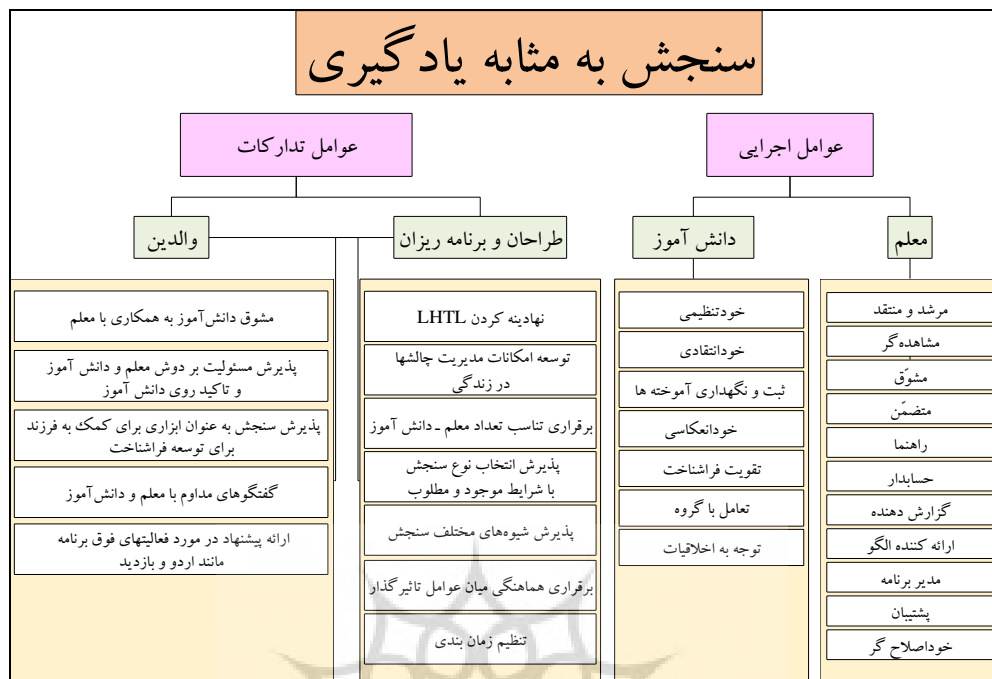 سنجش به مثابه یادگیری
عوامل اجرایی
عوامل تدارکات
معلم
دانش آموز
طراحان و برنامه ریزان
والدین
مرشد و منتقد
مشاهده‌گر
مشوّق
متضمّن
راهنما
حسابدار
گزارش دهنده
ارائه کننده الگو
مدیر برنامه
پشتیبان
خوداصلاح گر
خودتنظیمی
خودانتقادی
ثبت و نگهداری آموخته ها
خودانعکاسی
تقویت فراشناخت
تعامل با گروه
توجه به اخلاقیات
نهادینه کردن LHTL
توسعه امکانات مدیریت چالشها
در زندگی
برقراری تناسب تعداد معلم ـ دانش آموز
پذیرش انتخاب نوع سنجش
با شرایط موجود و مطلوب
پذیرش شیوه‌های مختلف سنجش
برقراری هماهنگی میان عوامل تاثیرگذار
تنظیم زمان بندی
مشوق دانش‌آموز به همکاری با معلم
پذیرش مسئولیت بر دوش معلم و دانش آموز
و تاکید روی دانش آموز
پذیرش سنجش به عنوان ابزاری برای کمک به فرزند
برای توسعه فراشناخت
گفتگوهای مداوم با معلم و دانش‌آموز
ارائه پیشنهاد در مورد فعالیتهای فوق برنامه
مانند اردو و بازدید